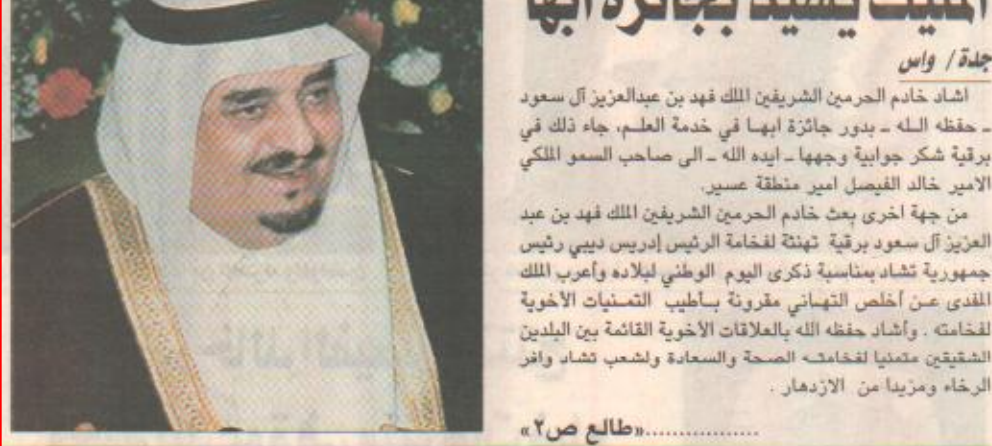 المليك يشيد بجائزة ابها
جدة / واس
اشاد خادم الحرمين الشريفين الملك فهد بن عبدالعزيز آل سعود
ـ حفظه الله ـ بدور جائزة ابها في خدمة العلم، جاء ذلك في
برقية شكر جوابية وجهها ـ ايده الله ـ الى صاحب السمو الملكي
الامير خالد الفيصل امير منطقة عسير.
من جهة اخرى بعث خادم الحرمين الشريفين الملك فهد بن عبد
العزيز آل سعود برقية تهنئة لفخامة الرئيس إدريس ديبي رئيس
جمهورية تشاد بمناسبة ذكرى اليوم الوطني لبلاده وأعرب الملك
المفدى عن أخلص التهاني مقرونة بأطيب التمنيات الأخوية
لفخامته . وأشاد حفظه الله بالعلاقات الأخوية القائمة بين البلدين
الشقيقين متمنيا لفخامته الصحة والسعادة ولشعب تشاد وافر
الرخاء ومزيدا من الازدهار .
.................«طالع ص٢»